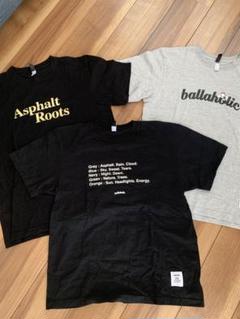 Asphalt
Roots
ballaholic
Grey : Asphalt. Rain. Cloud.
Blue : Sky. Sweat. Tears.
Navy : Night. Dawn.
Green : Nature. Trees.
Orange : Sun. Headlights. Energy.